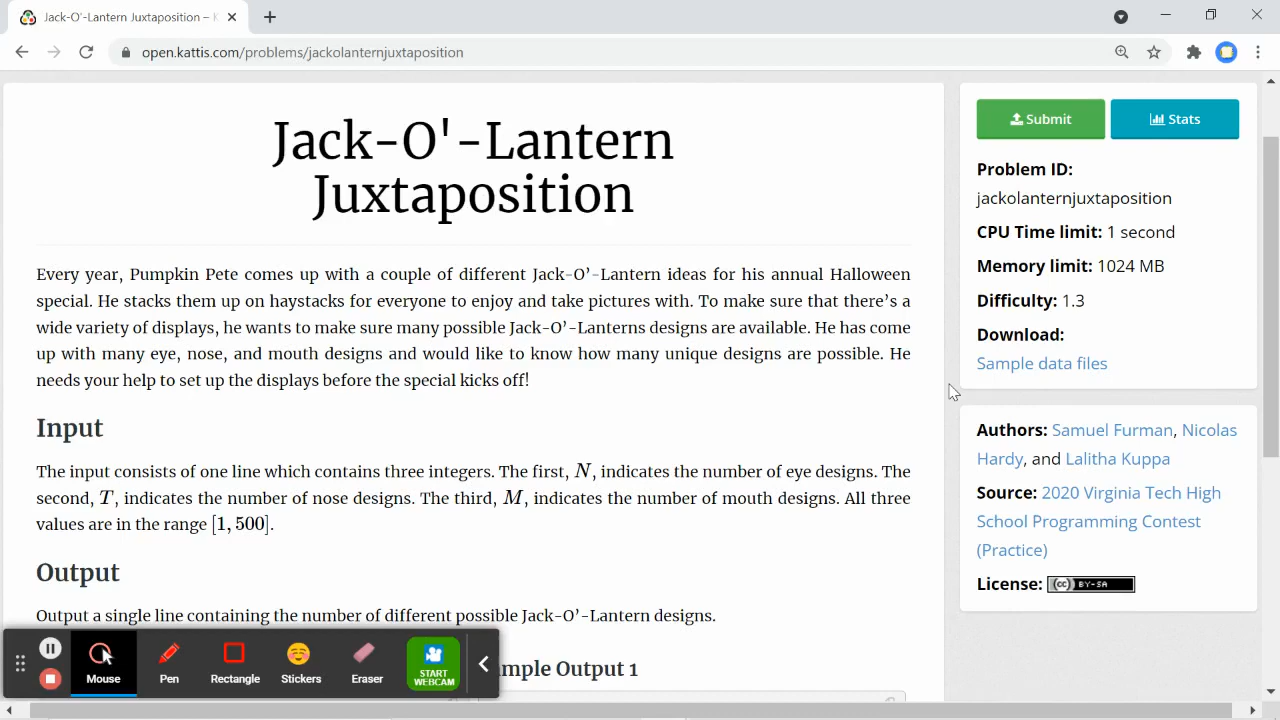 Jack-O'-Lantern Juxtaposition – K
open.kattis.com/problems/jackolanternjuxtaposition
Jack-O'-Lantern
Juxtaposition
Every year, Pumpkin Pete comes up with a couple of different Jack-O’-Lantern ideas for his annual Halloween
special. He stacks them up on haystacks for everyone to enjoy and take pictures with. To make sure that there’s a
wide variety of displays, he wants to make sure many possible Jack-O’-Lanterns designs are available. He has come
up with many eye, nose, and mouth designs and would like to know how many unique designs are possible. He
needs your help to set up the displays before the special kicks off!
Input
The input consists of one line which contains three integers. The first, N, indicates the number of eye designs. The
second, T, indicates the number of nose designs. The third, M, indicates the number of mouth designs. All three
values are in the range [1, 500].
Output
Output a single line containing the number of different possible Jack-O’-Lantern designs.
mple Output 1
Submit
Stats
Problem ID:
jackolanternjuxtaposition
CPU Time limit: 1 second
Memory limit: 1024 MB
Difficulty: 1.3
Download:
Sample data files
Authors: Samuel Furman, Nicolas
Hardy, and Lalitha Kuppa
Source: 2020 Virginia Tech High
School Programming Contest
(Practice)
License: cc BY-SA
Mouse
Pen
Rectangle
Stickers
Eraser
START
WEBCAM